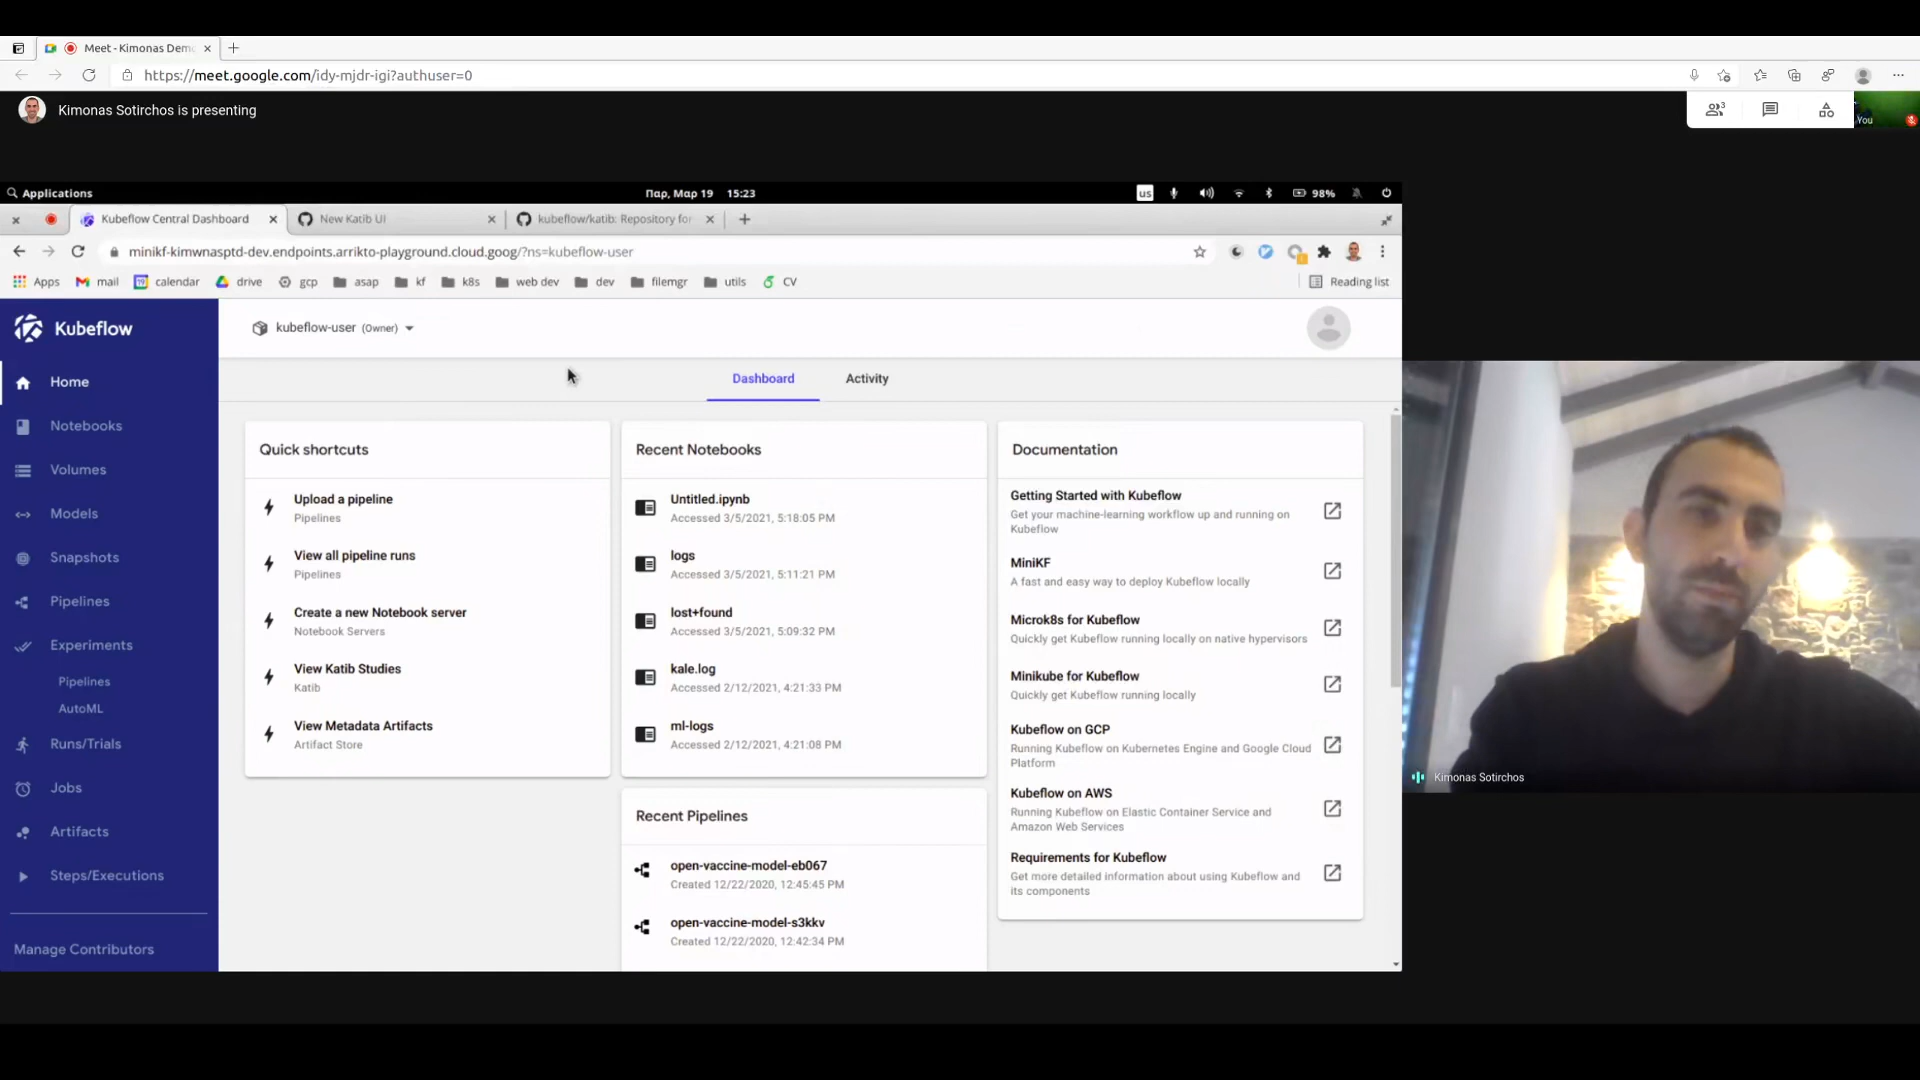 Meet - Kimonas Dem
https://meet.google.com/idy-mjdr-igi?authuser=0
Kimonas Sotirchos is presenting
3
You
Applications
Παρ, Μαρ 19 15:23
us
98%
Kubeflow Central Dashboard
New Katib UI
kubeflow/katib: Repository for
minikf-kimwnasptd-dev.endpoints.arrikto-playground.cloud.goog/?ns=kubeflow-user
Apps
mail
calendar
drive
gcp
asap
kf
k8s
web dev
dev
filemgr
utils
CV
Reading list
Kubeflow
kubeflow-user (Owner)
Home
Notebooks
Volumes
Models
Snapshots
Pipelines
Experiments
Pipelines
AutoML
Runs/Trials
Jobs
Artifacts
Steps/Executions
Manage Contributors
Dashboard
Activity
Quick shortcuts
Upload a pipeline
Pipelines
View all pipeline runs
Pipelines
Create a new Notebook server
Notebook Servers
View Katib Studies
Katib
View Metadata Artifacts
Artifact Store
Recent Notebooks
Untitled.ipynb
Accessed 3/5/2021, 5:18:05 PM
logs
Accessed 3/5/2021, 5:11:21 PM
lost+found
Accessed 3/5/2021, 5:09:32 PM
kale.log
Accessed 2/12/2021, 4:21:33 PM
ml-logs
Accessed 2/12/2021, 4:21:08 PM
Recent Pipelines
open-vaccine-model-eb067
Created 12/22/2020, 12:45:45 PM
open-vaccine-model-s3kkv
Created 12/22/2020, 12:42:34 PM
Documentation
Getting Started with Kubeflow
Get your machine-learning workflow up and running on
Kubeflow
MiniKF
A fast and easy way to deploy Kubeflow locally
Microk8s for Kubeflow
Quickly get Kubeflow running locally on native hypervisors
Minikube for Kubeflow
Quickly get Kubeflow running locally
Kubeflow on GCP
Running Kubeflow on Kubernetes Engine and Google Cloud
Platform
Kubeflow on AWS
Running Kubeflow on Elastic Container Service and
Amazon Web Services
Requirements for Kubeflow
Get more detailed information about using Kubeflow and
its components
Kimonas Sotirchos